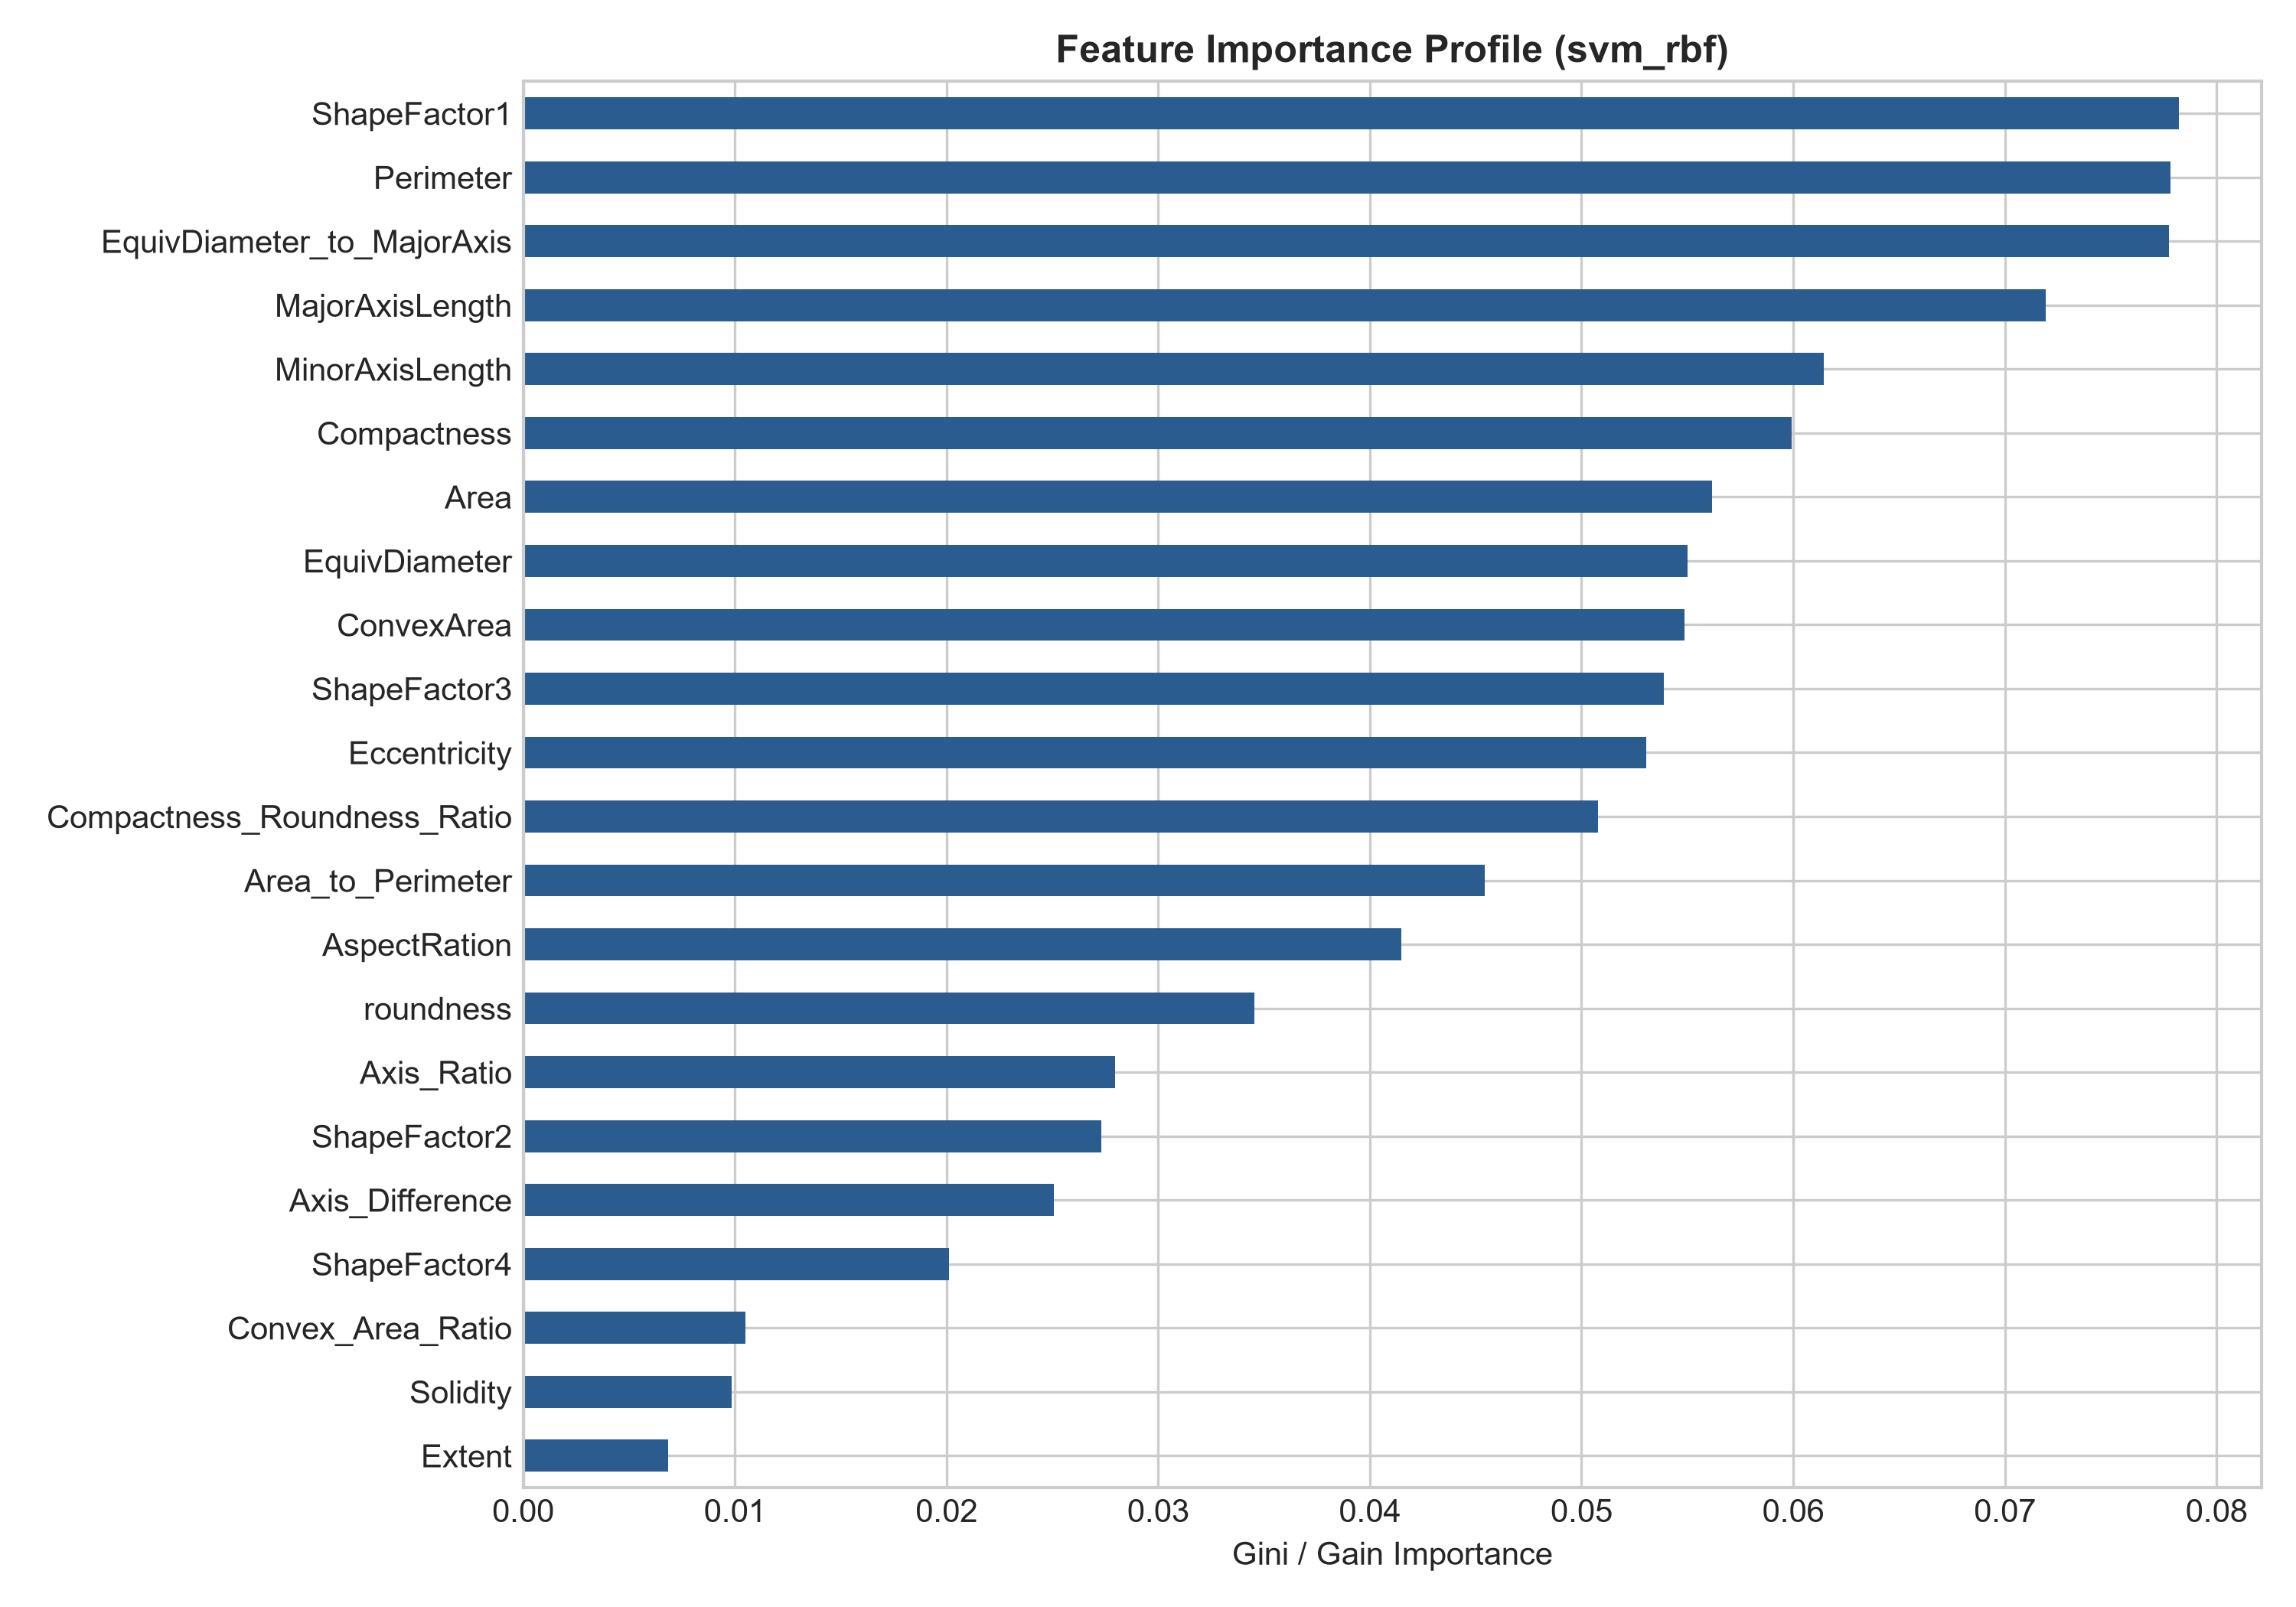 Feature Importance Profile (svm_rbf)
ShapeFactor1
Perimeter
EquivDiameter_to_MajorAxis
MajorAxisLength
MinorAxisLength
Compactness
Area
EquivDiameter
ConvexArea
ShapeFactor3
Eccentricity
Compactness_Roundness_Ratio
Area_to_Perimeter
AspectRation
roundness
Axis_Ratio
ShapeFactor2
Axis_Difference
ShapeFactor4
Convex_Area_Ratio
Solidity
Extent
0.00 0.01 0.02 0.03 0.04 0.05 0.06 0.07 0.08
Gini / Gain Importance